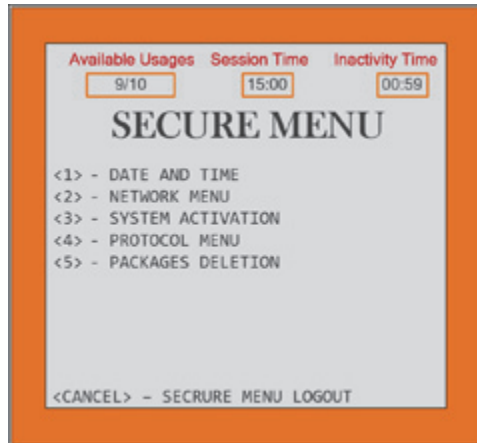 Available Usages Session Time Inactivity Time
9/10 15:00 00:59
SECURE MENU
<1> - DATE AND TIME
<2> - NETWORK MENU
<3> - SYSTEM ACTIVATION
<4> - PROTOCOL MENU
<5> - PACKAGES DELETION
<CANCEL> – SECRURE MENU LOGOUT